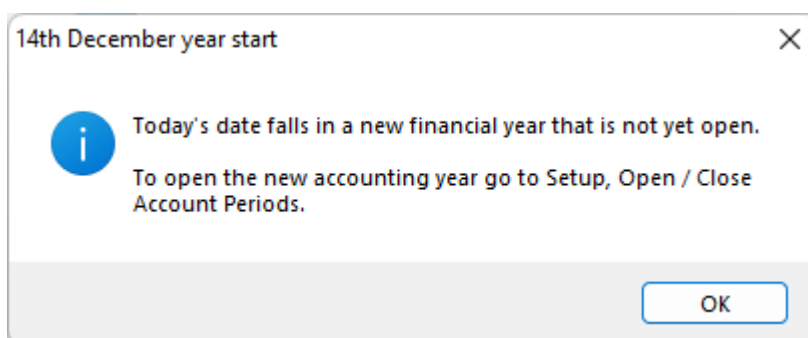 14th December year start
Today's date falls in a new financial year that is not yet open.
To open the new accounting year go to Setup, Open / Close
Account Periods.
OK